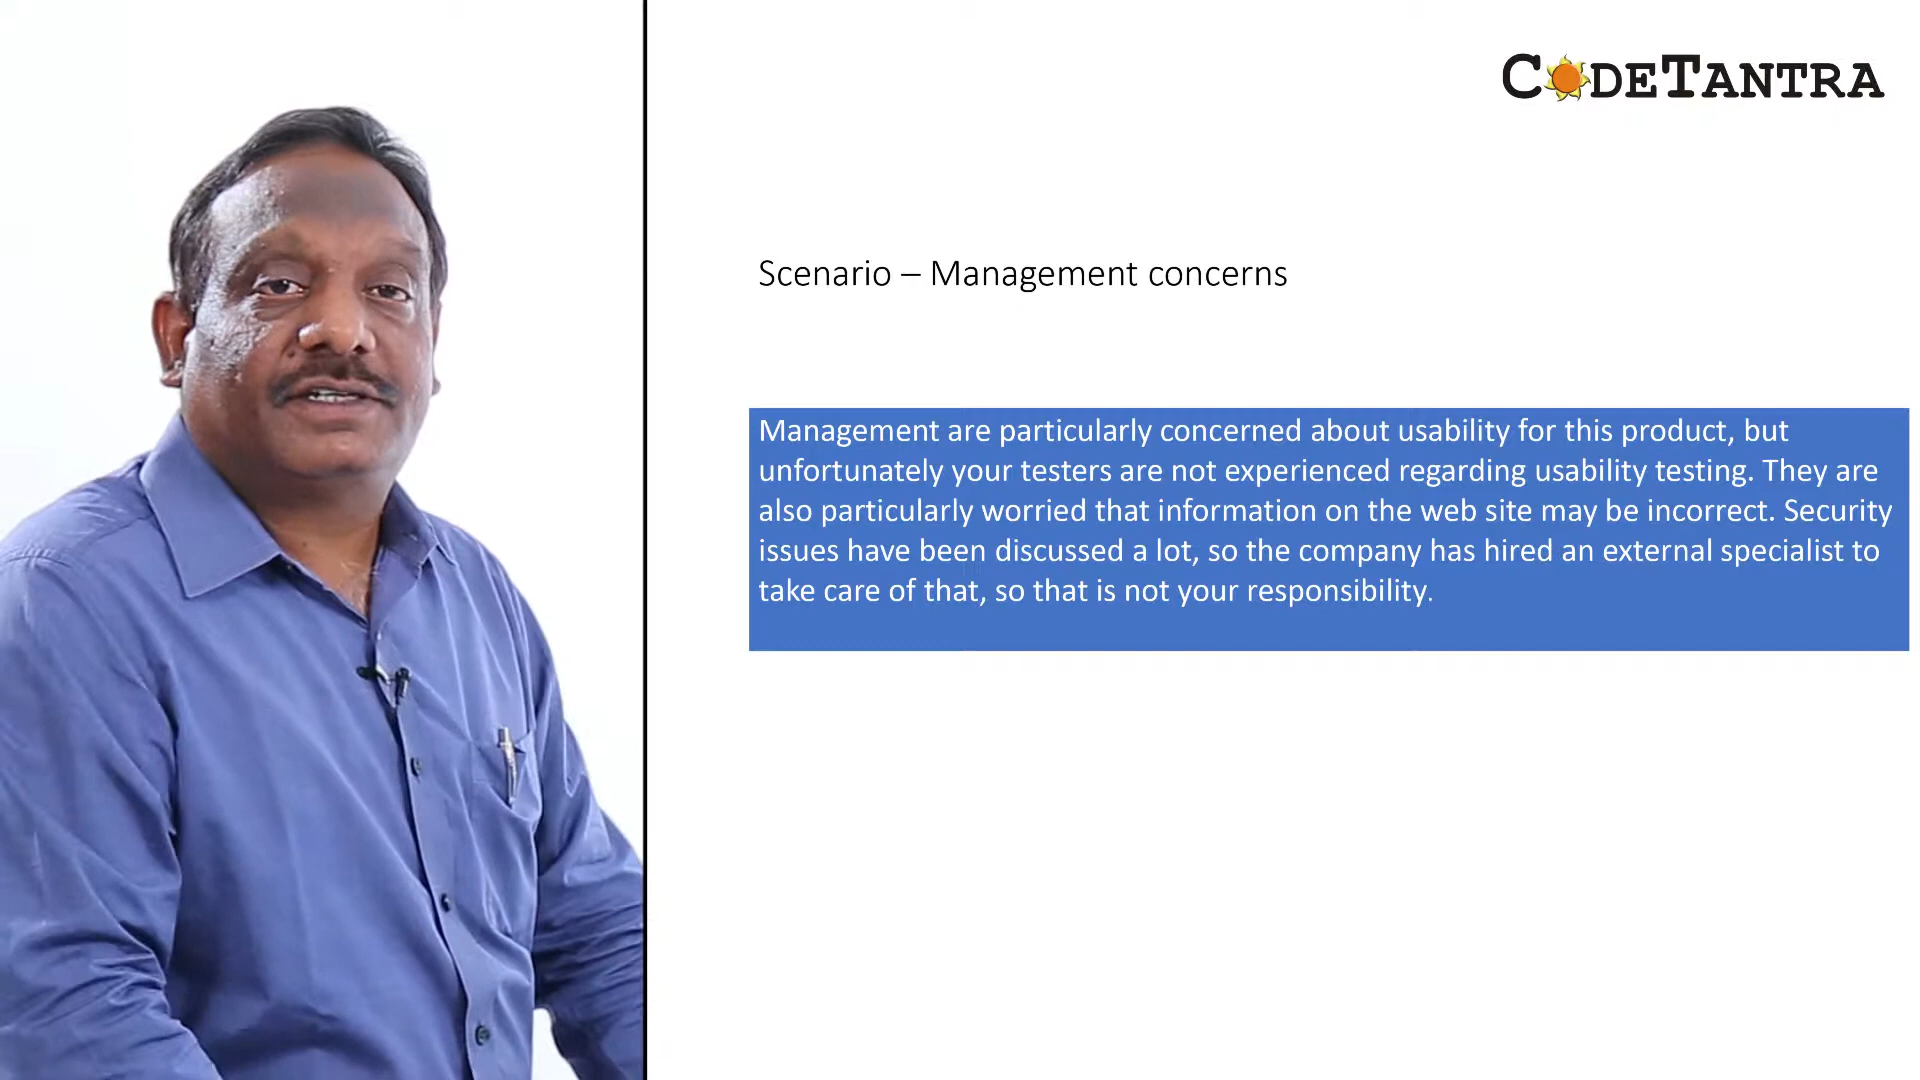 CODETANTRA
Scenario – Management concerns
Management are particularly concerned about usability for this product, but
unfortunately your testers are not experienced regarding usability testing. They are
also particularly worried that information on the web site may be incorrect. Security
issues have been discussed a lot, so the company has hired an external specialist to
take care of that, so that is not your responsibility.